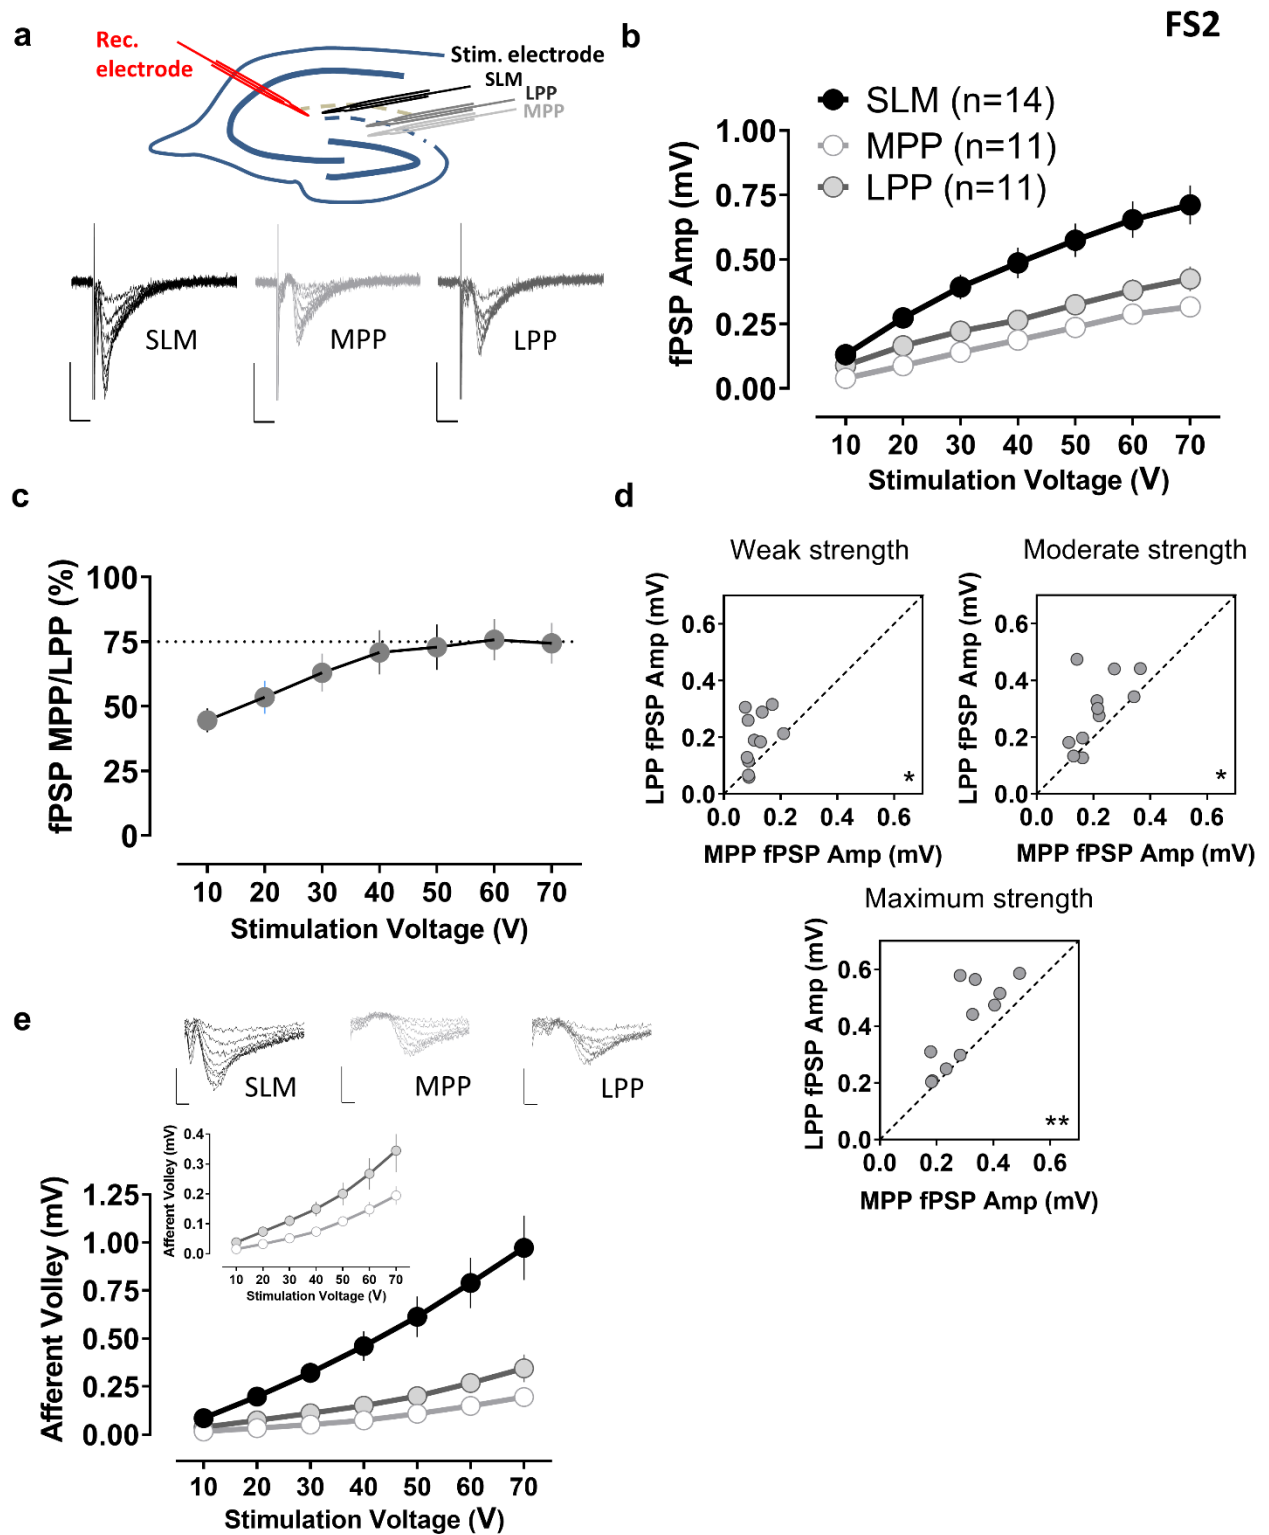 FS2
a
Rec.
electrode
Stim. electrode
SLM
LPP
MPP
SLM
MPP
LPP
b
SLM (n=14)
MPP (n=11)
LPP (n=11)
fPSP Amp (mV)
1.00
0.75
0.50
0.25
0.00
10 20 30 40 50 60 70
Stimulation Voltage (V)
c
fPSP MPP/LPP (%)
100
75
50
25
0
10 20 30 40 50 60 70
Stimulation Voltage (V)
d
Weak strength
LPP fPSP Amp (mV)
0.6
0.4
0.2
0.0
*
0.0 0.2 0.4 0.6
MPP fPSP Amp (mV)
Moderate strength
LPP fPSP Amp (mV)
0.6
0.4
0.2
0.0
*
0.0 0.2 0.4 0.6
MPP fPSP Amp (mV)
Maximum strength
LPP fPSP Amp (mV)
0.6
0.4
0.2
0.0
**
0.0 0.2 0.4 0.6
MPP fPSP Amp (mV)
e
SLM
MPP
LPP
Afferent Volley (mV)
0.4
0.3
0.2
0.1
0.0
10 20 30 40 50 60 70
Stimulation Voltage (V)
Afferent Volley (mV)
1.25
1.00
0.75
0.50
0.25
0.00
10 20 30 40 50 60 70
Stimulation Voltage (V)